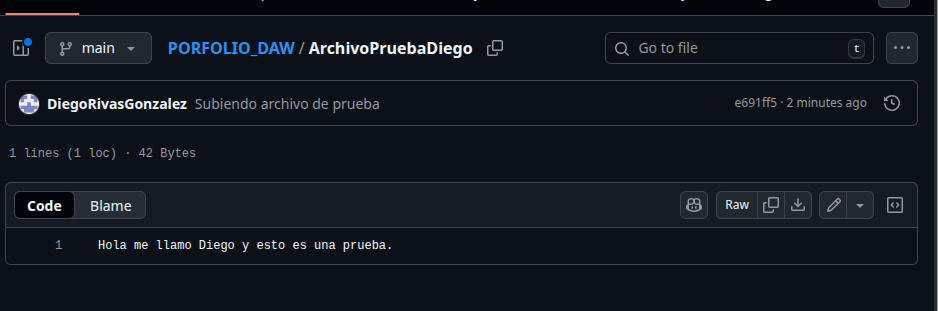 main
PORFOLIO_DAW / ArchivoPruebaDiego
Go to file
t
DiegoRivasGonzalez Subiendo archivo de prueba
e691ff5 · 2 minutes ago
1 lines (1 loc) · 42 Bytes
Code Blame
Raw
1 Hola me llamo Diego y esto es una prueba.